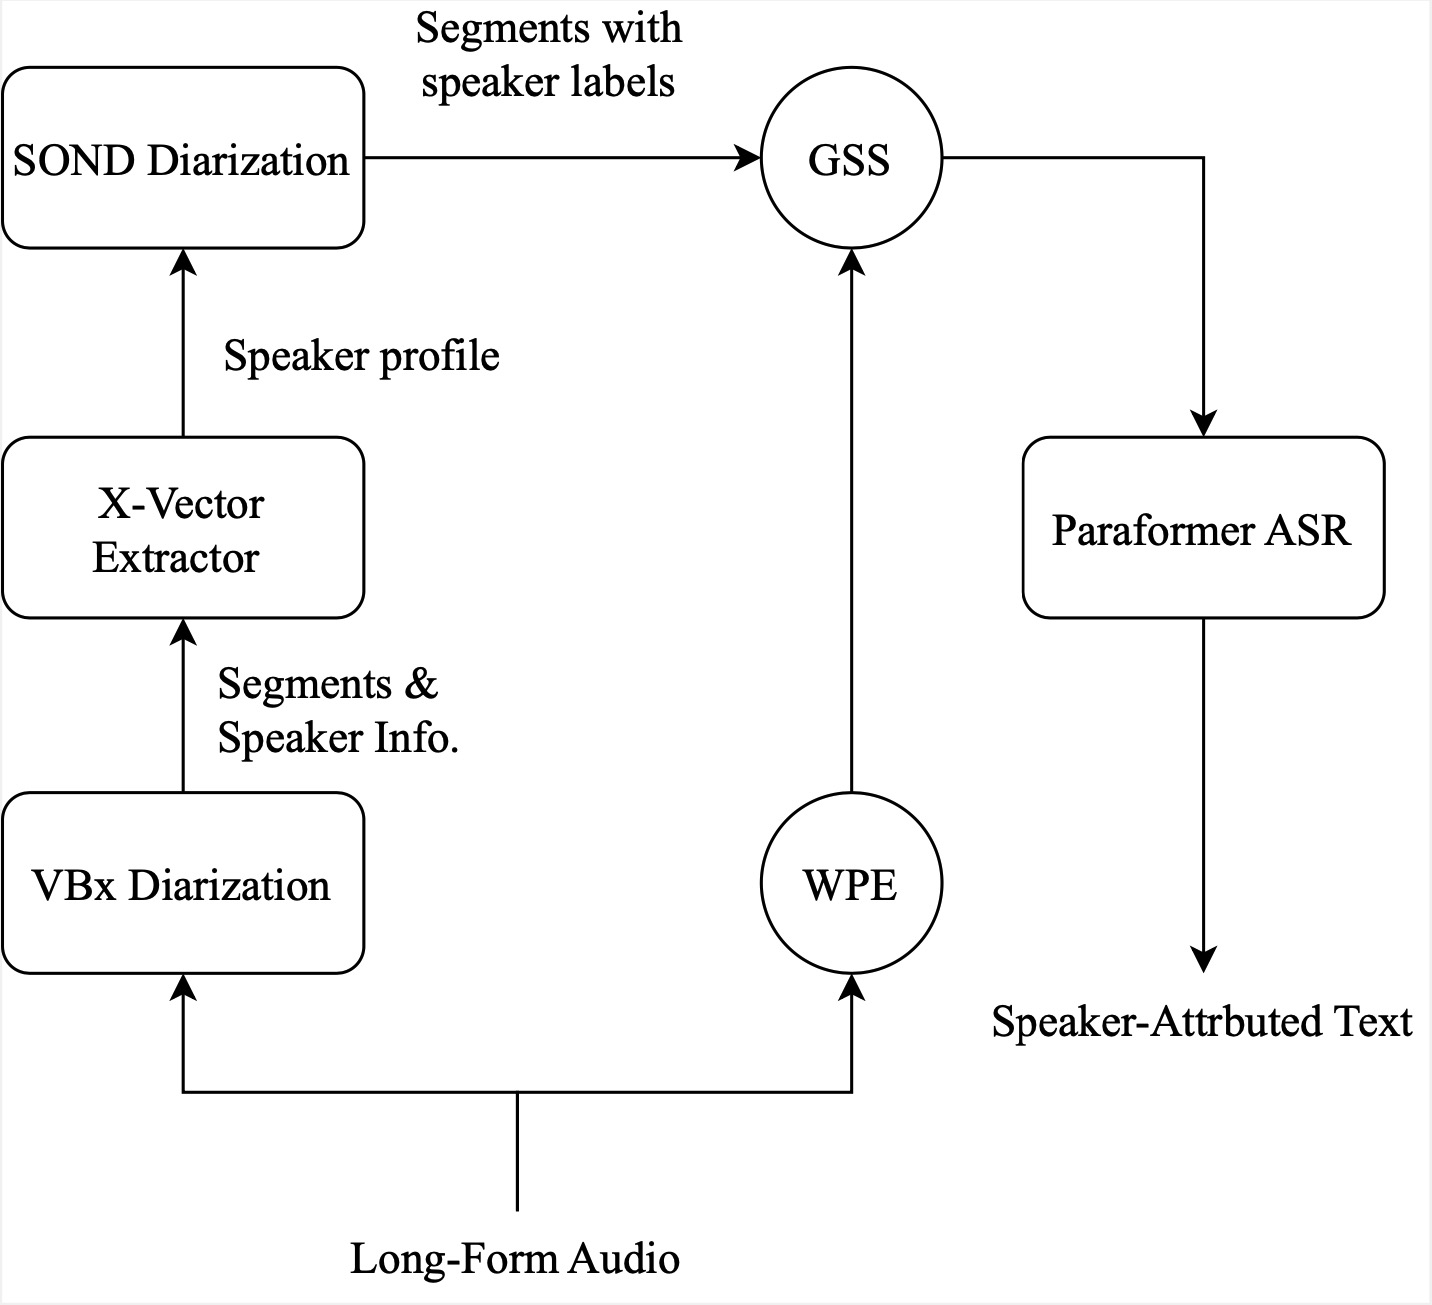 Segments with
speaker labels
SOND Diarization
GSS
Speaker profile
X-Vector
Extractor
Paraformer ASR
Segments &
Speaker Info.
VBx Diarization
WPE
Speaker-Attrbuted Text
Long-Form Audio